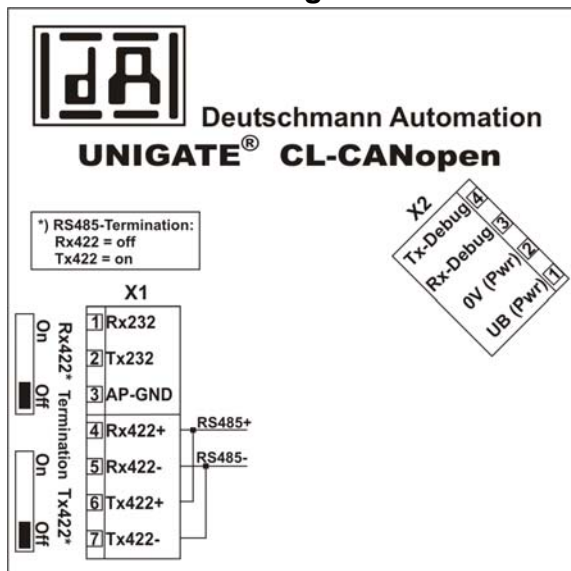 dA
Deutschmann Automation
UNIGATE® CL-CANopen
*) RS485-Termination:
Rx422 = off
Tx422 = on
X2
Tx-Debug 4
Rx-Debug 3
0V (Pwr) 2
UB (Pwr) 1
X1
1 Rx232
2 Tx232
3 AP-GND
4 Rx422+
5 Rx422-
6 Tx422+
7 Tx422-
RS485+
RS485-
On Off
Rx422* Termination Tx422*
On Off